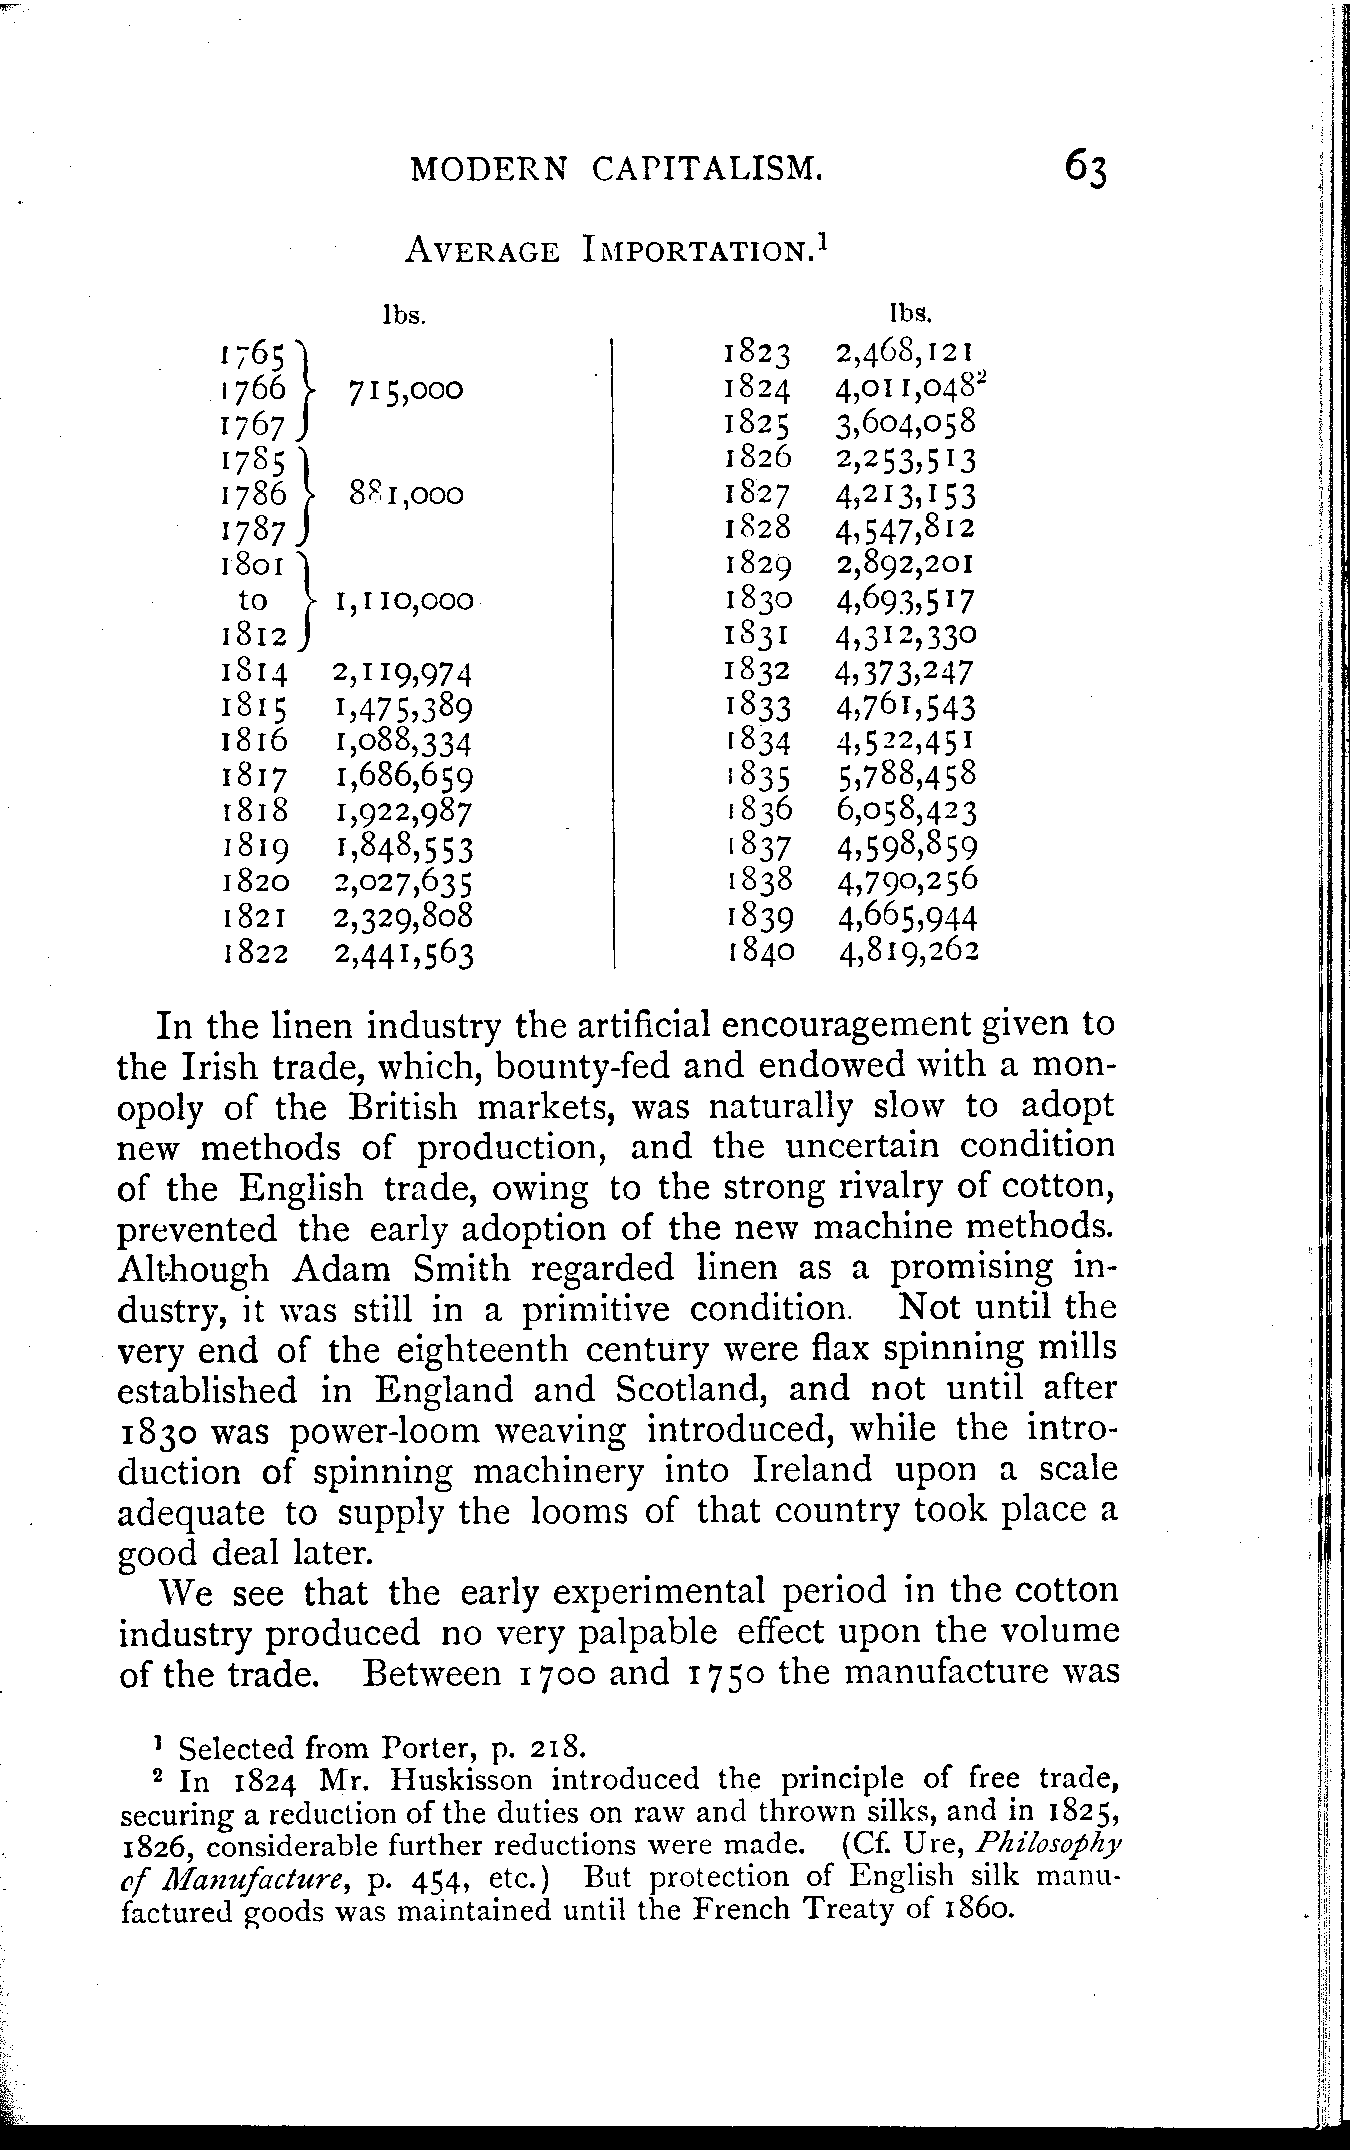 MODERN CAPITALISM. 63
AVERAGE IMPORTATION.¹
lbs.
1765
1766 } 715,000
1767
1785
1786 } 881,000
1787
1801
to } 1,110,000
1812
1814 2,119,974
1815 1,475,389
1816 1,088,334
1817 1,686,659
1818 1,922,987
1819 1,848,553
1820 2,027,635
1821 2,329,808
1822 2,441,563
lbs.
1823 2,468,121
1824 4,011,048²
1825 3,604,058
1826 2,253,513
1827 4,213,153
1828 4,547,812
1829 2,892,201
1830 4,693,517
1831 4,312,330
1832 4,373,247
1833 4,761,543
1834 4,522,451
1835 5,788,458
1836 6,058,423
1837 4,598,859
1838 4,790,256
1839 4,665,944
1840 4,819,262
In the linen industry the artificial encouragement given to
the Irish trade, which, bounty-fed and endowed with a mon-
opoly of the British markets, was naturally slow to adopt
new methods of production, and the uncertain condition
of the English trade, owing to the strong rivalry of cotton,
prevented the early adoption of the new machine methods.
Although Adam Smith regarded linen as a promising in-
dustry, it was still in a primitive condition. Not until the
very end of the eighteenth century were flax spinning mills
established in England and Scotland, and not until after
1830 was power-loom weaving introduced, while the intro-
duction of spinning machinery into Ireland upon a scale
adequate to supply the looms of that country took place a
good deal later.
We see that the early experimental period in the cotton
industry produced no very palpable effect upon the volume
of the trade. Between 1700 and 1750 the manufacture was
¹ Selected from Porter, p. 218.
² In 1824 Mr. Huskisson introduced the principle of free trade,
securing a reduction of the duties on raw and thrown silks, and in 1825,
1826, considerable further reductions were made. (Cf. Ure, Philosophy
of Manufacture, p. 454, etc.) But protection of English silk manu-
factured goods was maintained until the French Treaty of 1860.